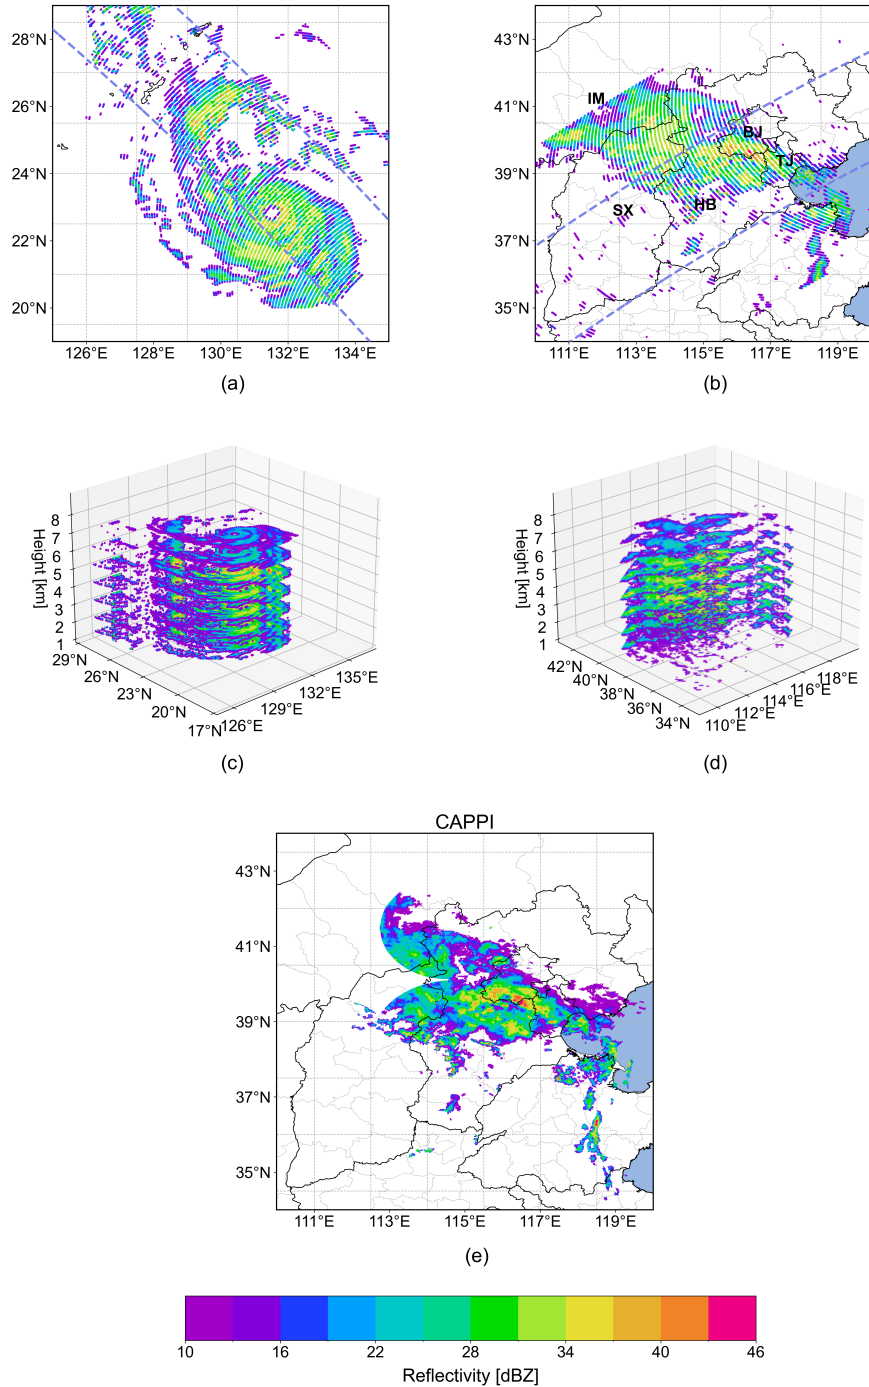 28°N
26°N
24°N
22°N
20°N
126°E 128°E 130°E 132°E 134°E
(a)
43°N
41°N
39°N
37°N
35°N
IM
BJ
TJ
HB
SX
111°E 113°E 115°E 117°E 119°E
(b)
Height [km]
8
7
6
5
4
3
2
1
29°N
26°N
23°N
20°N
17°N
126°E
129°E
132°E
135°E
(c)
Height [km]
8
7
6
5
4
3
2
1
42°N
40°N
38°N
36°N
34°N
110°E
112°E
114°E
116°E
118°E
(d)
CAPPI
43°N
41°N
39°N
37°N
35°N
111°E 113°E 115°E 117°E 119°E
(e)
10 16 22 28 34 40 46
Reflectivity [dBZ]